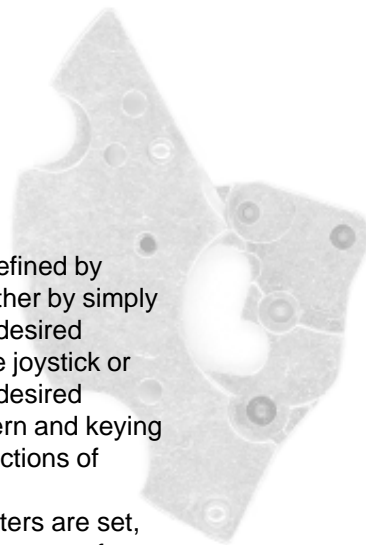 efined by
ther by simply
desired
e joystick or
desired
ern and keying
ctions of
ters are set,